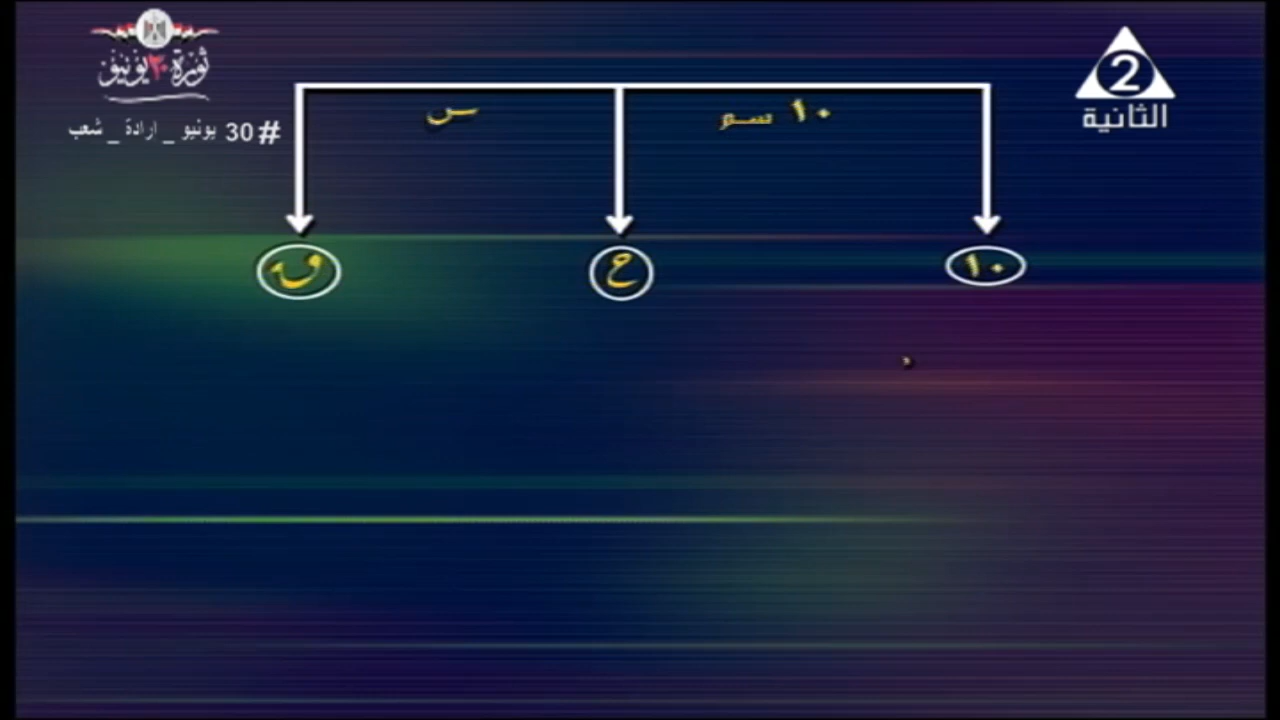 ثورة ٣٠ يونيو
#30 يونيو _ ارادة _ شعب
2
الثانية
١٠ سم
س
١٠
ع
ق